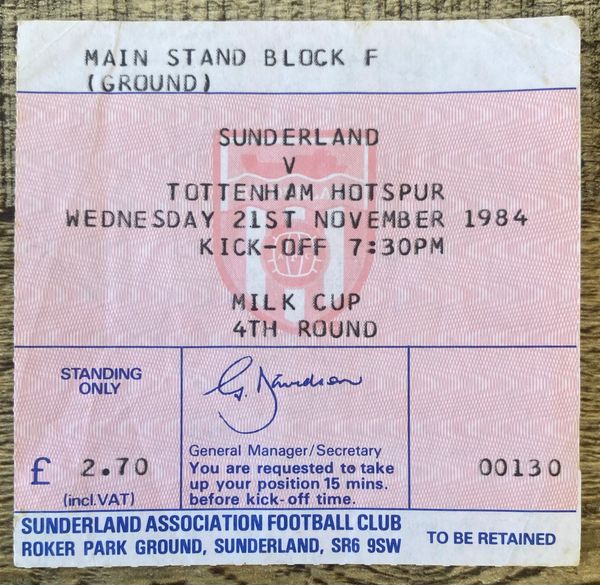 MAIN STAND BLOCK F
(GROUND)
SUNDERLAND
V
TOTTENHAM HOTSPUR
WEDNESDAY 21ST NOVEMBER 1984
KICK-OFF 7:30PM
MILK CUP
4TH ROUND
STANDING
ONLY
£ 2.70
(incl.VAT)
G. Davidson
General Manager/Secretary
You are requested to take
up your position 15 mins.
before kick-off time.
00130
SUNDERLAND ASSOCIATION FOOTBALL CLUB
ROKER PARK GROUND, SUNDERLAND, SR6 9SW
TO BE RETAINED